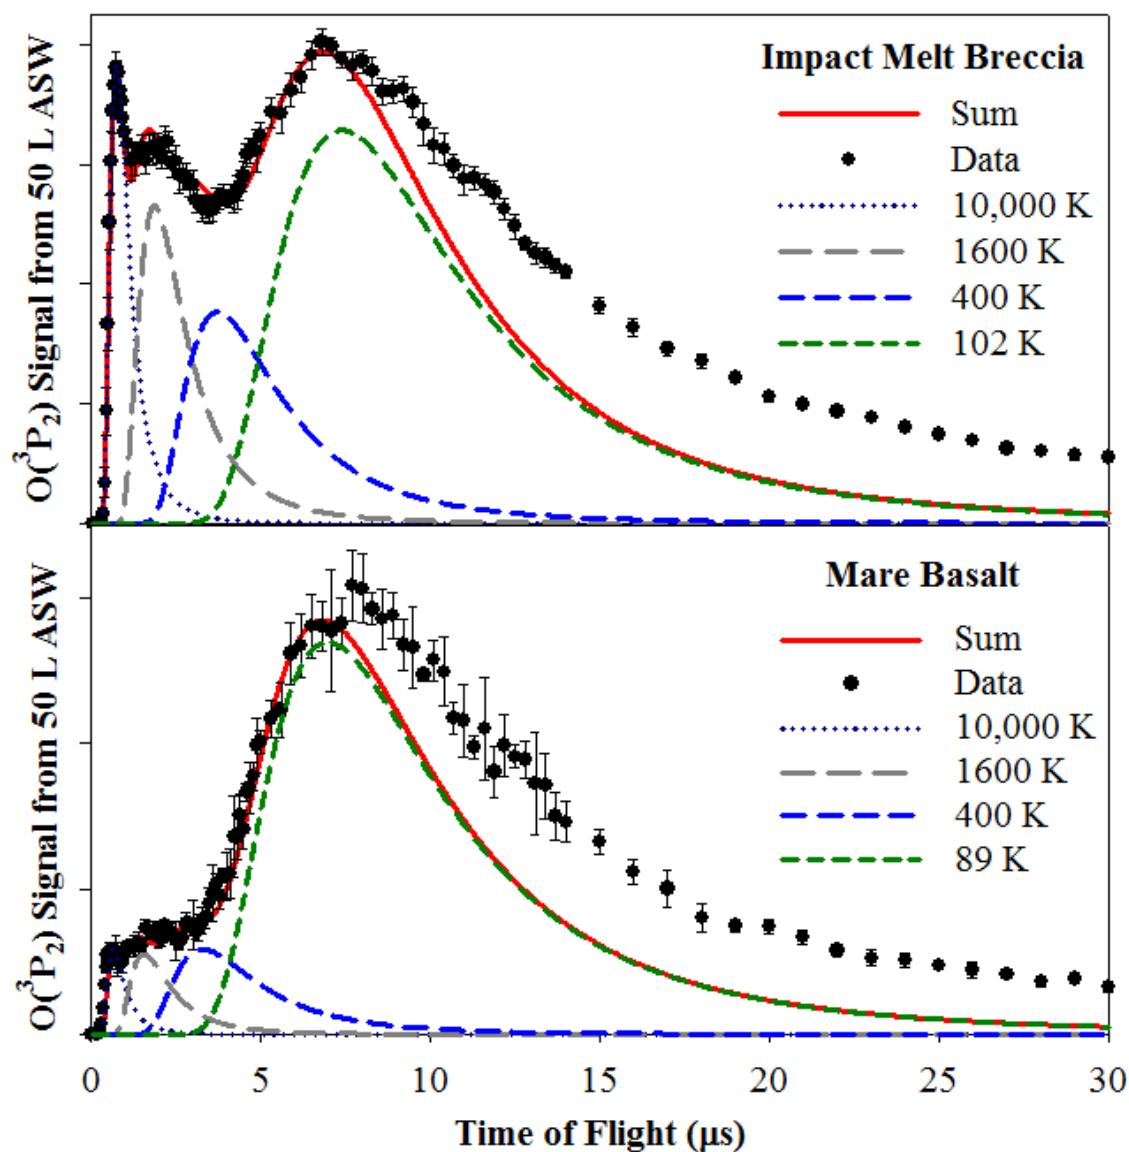 O(³P₂) Signal from 50 L ASW
Impact Melt Breccia
Sum
Data
10,000 K
1600 K
400 K
102 K
O(³P₂) Signal from 50 L ASW
Mare Basalt
Sum
Data
10,000 K
1600 K
400 K
89 K
0 5 10 15 20 25 30
Time of Flight (μs)